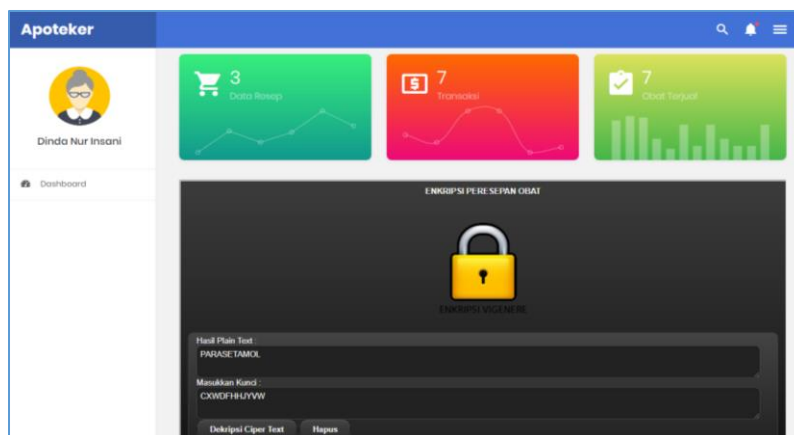 Apoteker
3
Data Resep
7
Transaksi
7
Obat Terjual
Dinda Nur Insani
Dashboard
ENKRIPSI PERESEPAN OBAT
ENKRIPSI VIGENERE
Hasil Plain Text :
PARASETAMOL
Masukkan Kunci :
CXWDFHHJYVW
Dekripsi Ciper Text
Hapus